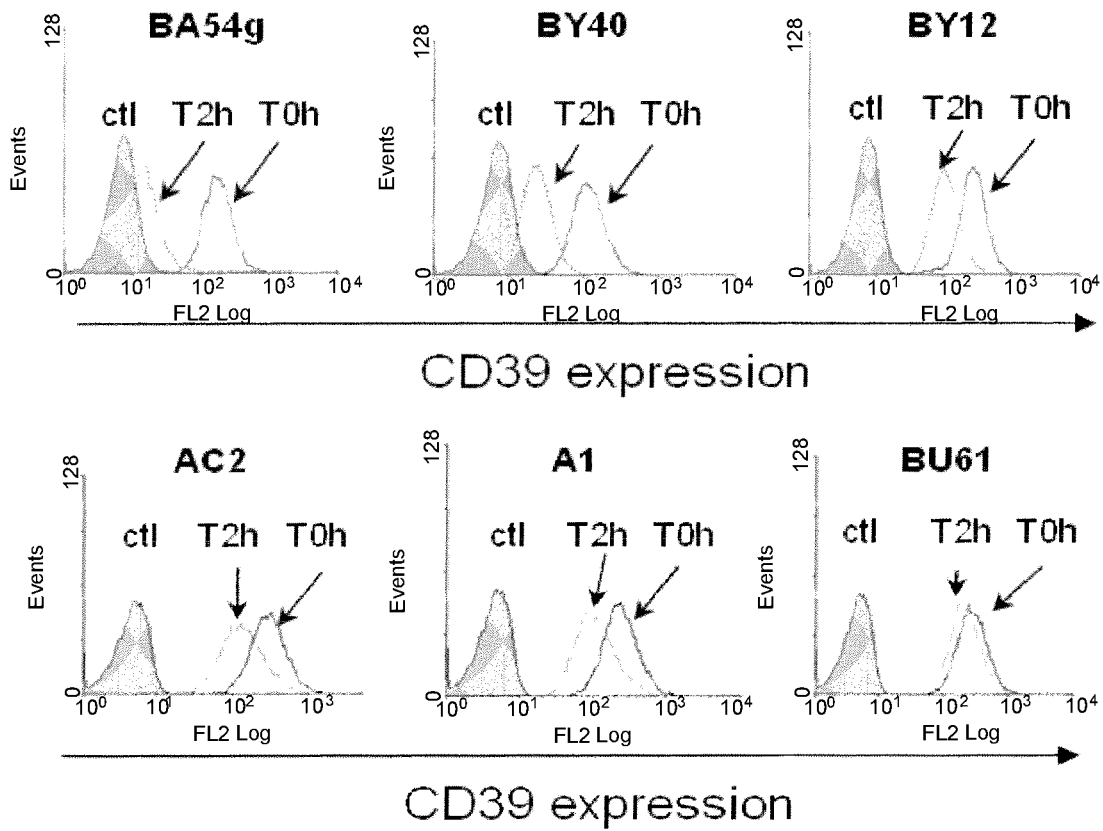 BA54g BY40 BY12
128 128 128
ctl T2h T0h ctl T2h T0h ctl T2h T0h
Events Events Events
0 0 0
10^0 10^1 10^2 10^3 10^4 10^0 10^1 10^2 10^3 10^4 10^0 10^1 10^2 10^3 10^4
FL2 Log FL2 Log FL2 Log
CD39 expression
AC2 A1 BU61
128 128 128
ctl T2h T0h ctl T2h T0h ctl T2h T0h
Events Events Events
0 0 0
10^0 10^1 10^2 10^3 10^0 10^1 10^2 10^3 10^4 10^0 10^1 10^2 10^3 10^4
FL2 Log FL2 Log FL2 Log
CD39 expression